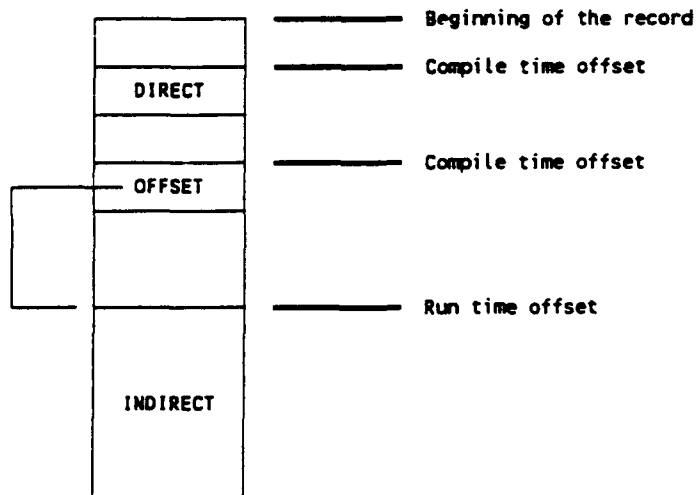 Beginning of the record
Compile time offset
DIRECT
Compile time offset
OFFSET
Run time offset
INDIRECT